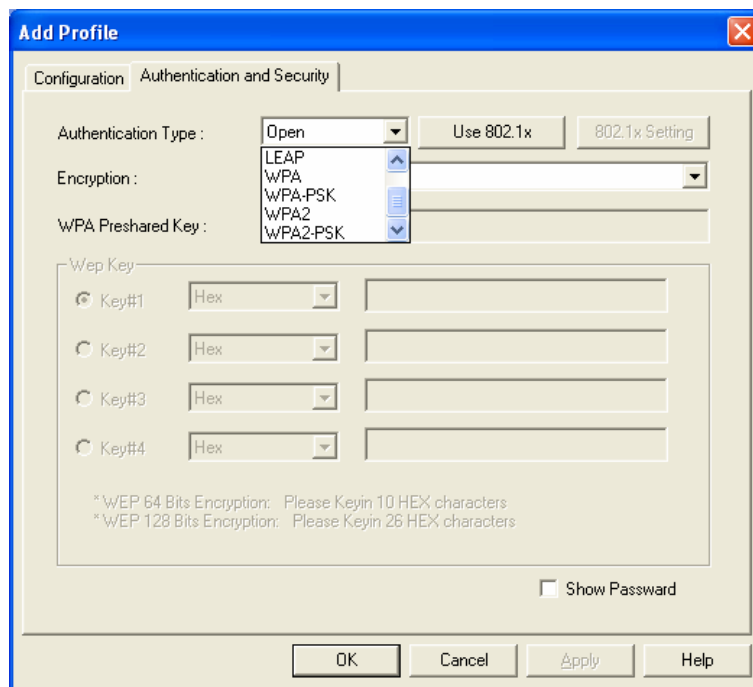 Add Profile
Configuration
Authentication and Security
Authentication Type :
Open
Use 802.1x
802.1x Setting
LEAP
WPA
WPA-PSK
WPA2
WPA2-PSK
Encryption :
WPA Preshared Key :
Wep Key
Key#1
Hex
Key#2
Hex
Key#3
Hex
Key#4
Hex
* WEP 64 Bits Encryption: Please Keyin 10 HEX characters
* WEP 128 Bits Encryption: Please Keyin 26 HEX characters
Show Passward
OK
Cancel
Apply
Help